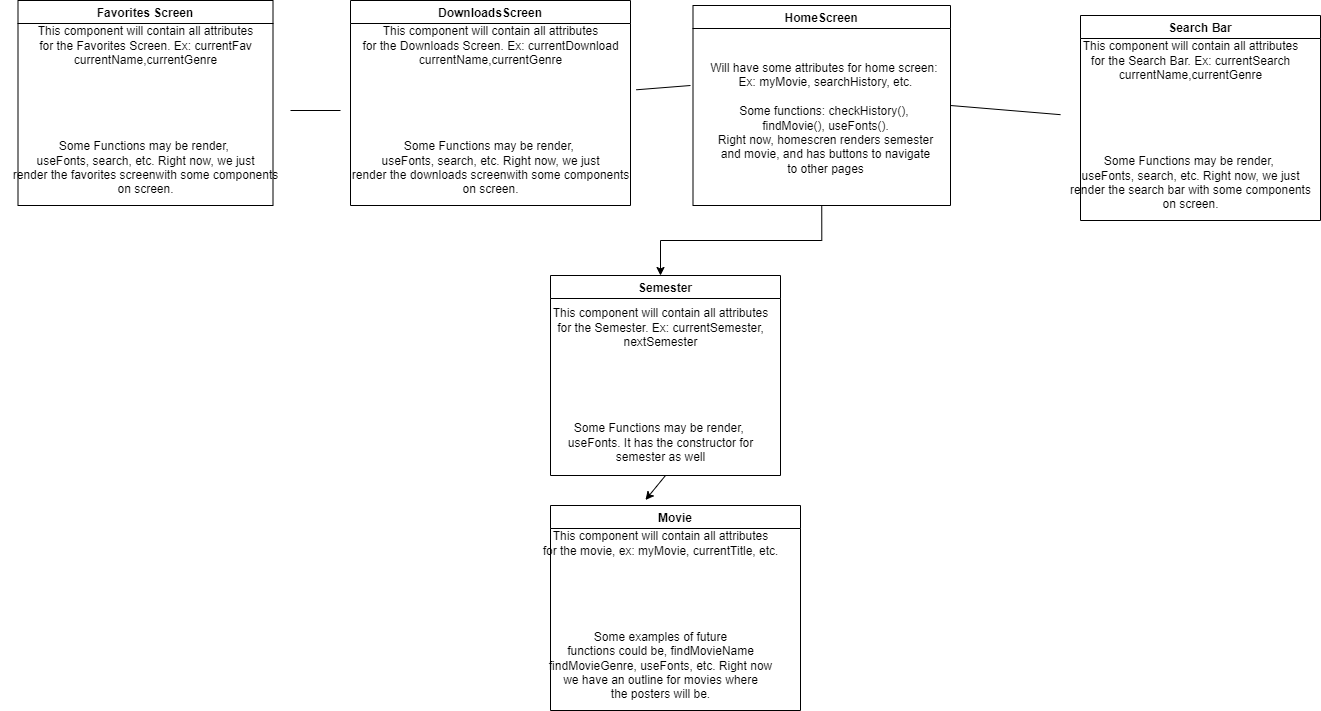 Favorites Screen
This component will contain all attributes
for the Favorites Screen. Ex: currentFav
currentName,currentGenre
Some Functions may be render,
useFonts, search, etc. Right now, we just
render the favorites screenwith some components
on screen.
DownloadsScreen
This component will contain all attributes
for the Downloads Screen. Ex: currentDownload
currentName,currentGenre
Some Functions may be render,
useFonts, search, etc. Right now, we just
render the downloads screenwith some components
on screen.
HomeScreen
Will have some attributes for home screen:
Ex: myMovie, searchHistory, etc.
Some functions: checkHistory(),
findMovie(), useFonts().
Right now, homescren renders semester
and movie, and has buttons to navigate
to other pages
Search Bar
This component will contain all attributes
for the Search Bar. Ex: currentSearch
currentName,currentGenre
Some Functions may be render,
useFonts, search, etc. Right now, we just
render the search bar with some components
on screen.
Semester
This component will contain all attributes
for the Semester. Ex: currentSemester,
nextSemester
Some Functions may be render,
useFonts. It has the constructor for
semester as well
Movie
This component will contain all attributes
for the movie, ex: myMovie, currentTitle, etc.
Some examples of future
functions could be, findMovieName
findMovieGenre, useFonts, etc. Right now
we have an outline for movies where
the posters will be.